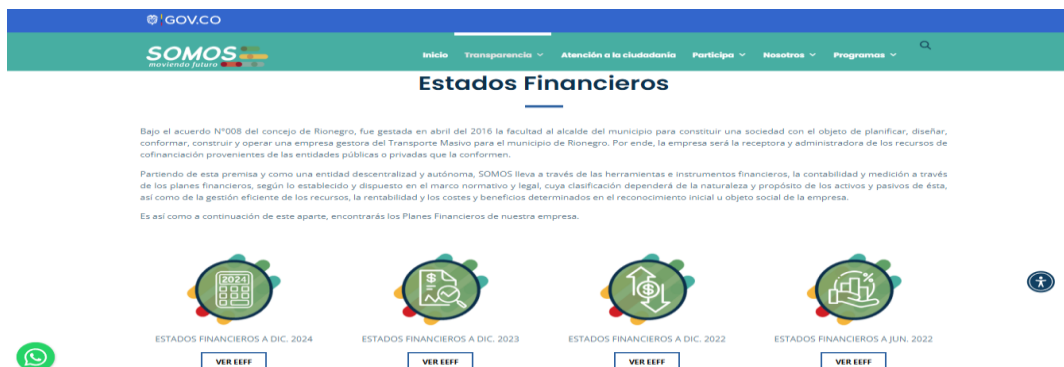 GOV.CO
SOMOS
moviendo futuro
Inicio Transparencia Atención a la ciudadanía Participa Nosotros Programas
Estados Financieros
Bajo el acuerdo N°008 del concejo de Rionegro, fue gestada en abril del 2016 la facultad al alcalde del municipio para constituir una sociedad con el objeto de planificar, diseñar,
conformar, construir y operar una empresa gestora del Transporte Masivo para el municipio de Rionegro. Por ende, la empresa será la receptora y administradora de los recursos de
cofinanciación provenientes de las entidades públicas o privadas que la conformen.
Partiendo de esta premisa y como una entidad descentralizad y autónoma, SOMOS lleva a través de las herramientas e instrumentos financieros, la contabilidad y medición a través
de los planes financieros, según lo establecido y dispuesto en el marco normativo y legal, cuya clasificación dependerá de la naturaleza y propósito de los activos y pasivos de ésta,
así como de la gestión eficiente de los recursos, la rentabilidad y los costes y beneficios determinados en el reconocimiento inicial u objeto social de la empresa.
Es así como a continuación de este aparte, encontrarás los Planes Financieros de nuestra empresa.
2024
ESTADOS FINANCIEROS A DIC. 2024 ESTADOS FINANCIEROS A DIC. 2023 ESTADOS FINANCIEROS A DIC. 2022 ESTADOS FINANCIEROS A JUN. 2022
VER EEFF VER EEFF VER EEFF VER EEFF